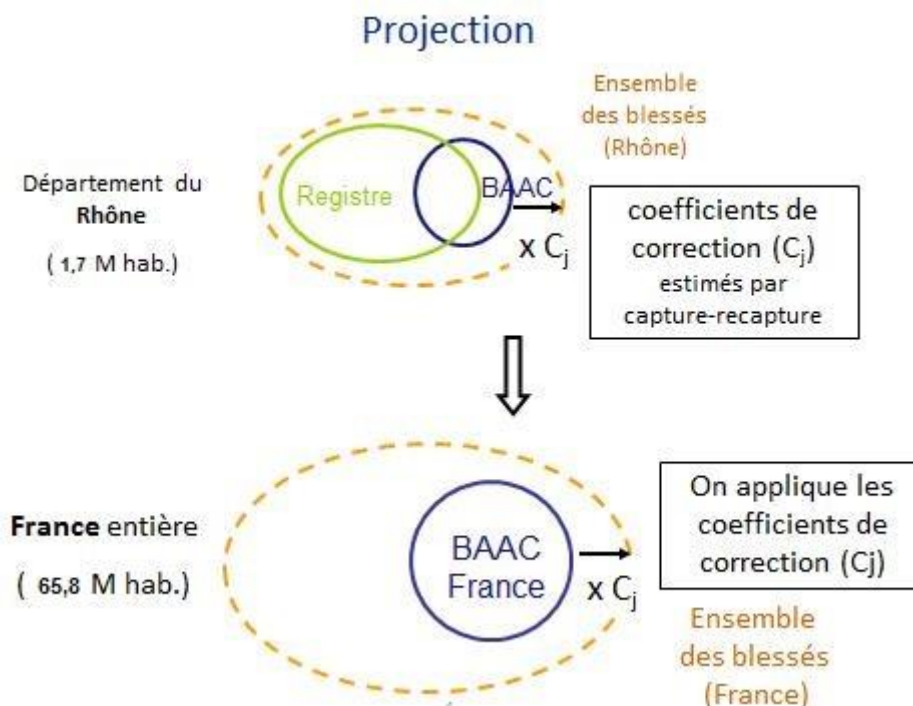 Projection
Ensemble
des blessés
(Rhône)
Département du
Rhône
( 1,7 M hab.)
Registre
BAAC
x Cj
coefficients de
correction (Cj)
estimés par
capture-recapture
France entière
( 65,8 M hab.)
BAAC
France
x Cj
On applique les
coefficients de
correction (Cj)
Ensemble
des blessés
(France)